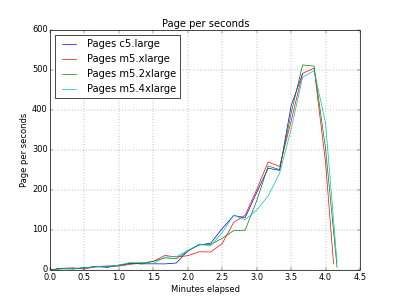 Page per seconds
Pages c5.large
Pages m5.xlarge
Pages m5.2xlarge
Pages m5.4xlarge
Page per seconds
600
500
400
300
200
100
0
0.0 0.5 1.0 1.5 2.0 2.5 3.0 3.5 4.0 4.5
Minutes elapsed